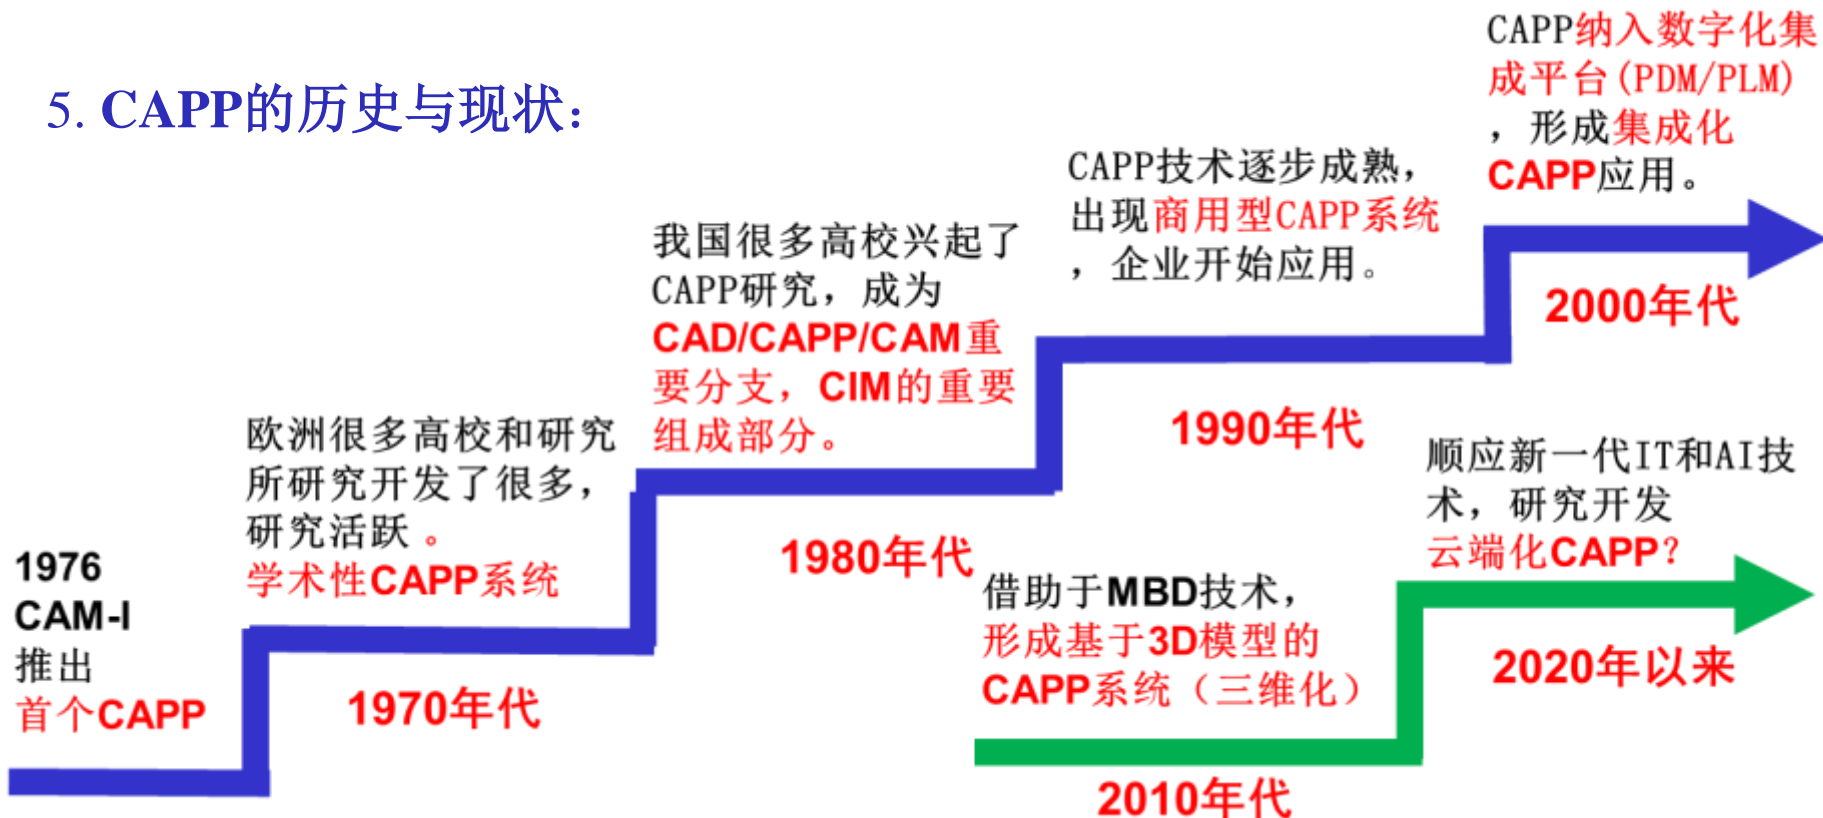 5. CAPP的历史与现状：
1976
CAM-I
推出
首个CAPP
欧洲很多高校和研究
所研究开发了很多，
研究活跃 。
学术性CAPP系统
1970年代
我国很多高校兴起了
CAPP研究，成为
CAD/CAPP/CAM重
要分支，CIM的重要
组成部分。
1980年代
CAPP技术逐步成熟，
出现商用型CAPP系统
，企业开始应用。
1990年代
CAPP纳入数字化集
成平台(PDM/PLM)
，形成集成化
CAPP应用。
2000年代
借助于MBD技术，
形成基于3D模型的
CAPP系统（三维化）
2010年代
顺应新一代IT和AI技
术，研究开发
云端化CAPP？
2020年以来